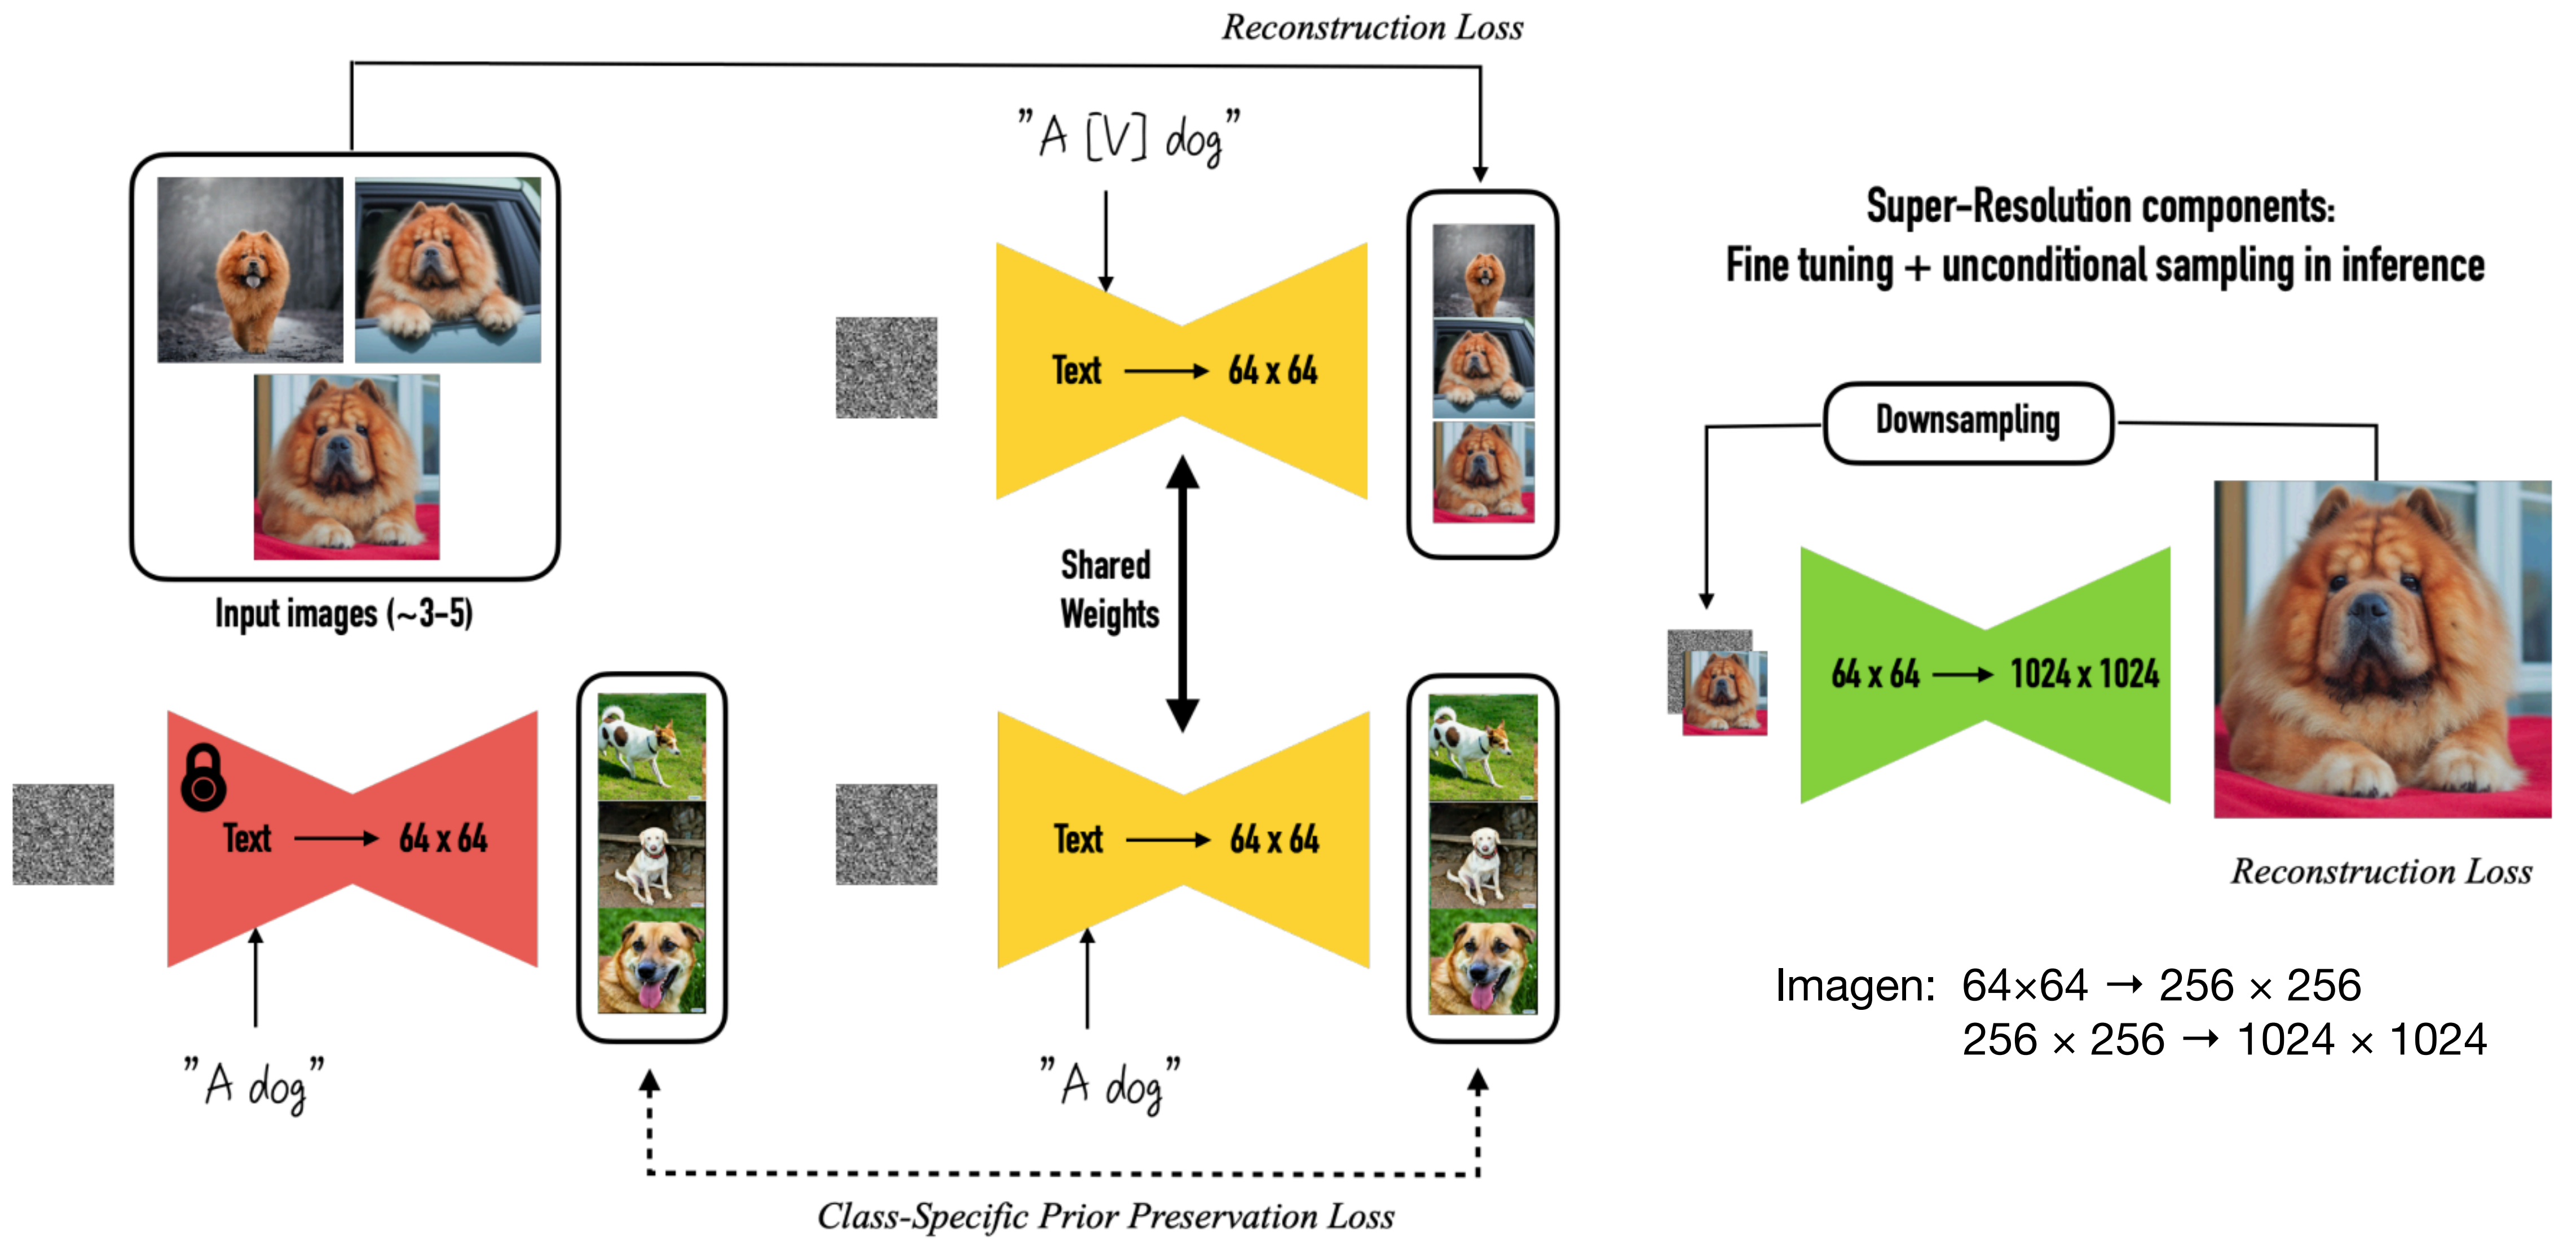 Reconstruction Loss
”A [V] dog”
Text → 64 x 64
Input images (~3-5)
Shared
Weights
Text → 64 x 64
”A dog”
Text → 64 x 64
”A dog”
Class-Specific Prior Preservation Loss
Super-Resolution components:
Fine tuning + unconditional sampling in inference
Downsampling
64 x 64 → 1024 x 1024
Reconstruction Loss
Imagen: 64×64 → 256 × 256
256 × 256 → 1024 × 1024